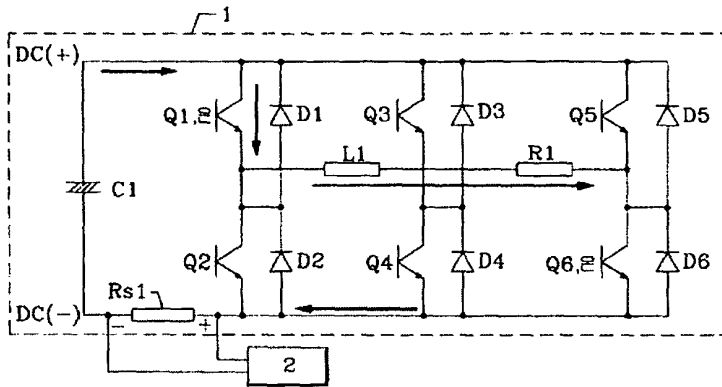 1
DC(+)
Q1,
D1
Q3
D3
Q5
D5
L1
R1
C1
Q2
D2
Q4
D4
Q6,
D6
Rs1
DC(-)
- +
2